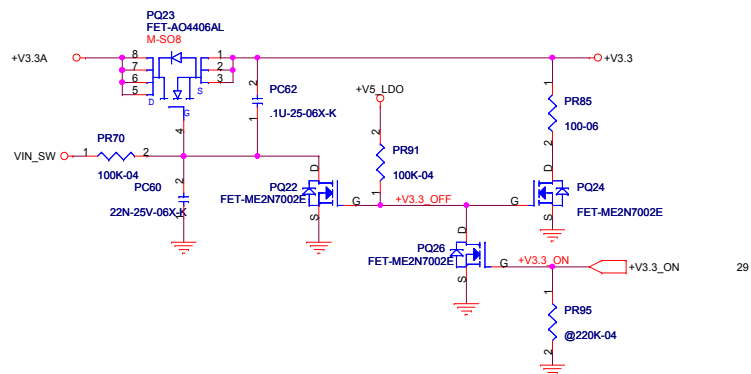 PQ23
FET-AO4406AL
M-SO8
+V3.3A
8
7
6
5
1
2
3
D
S
G
4
+V3.3
PC62
2
1
.1U-25-06X-K
+V5_LDO
1
PR85
100-06
2
VIN_SW
1
PR70
2
100K-04
2
PR91
100K-04
1
PC60
2
1
22N-25V-06X-K
PQ22
FET-ME2N7002E
D
S
G
+V3.3_OFF
G
D
S
PQ24
FET-ME2N7002E
PQ26
FET-ME2N7002E
D
S
G
+V3.3_ON
+V3.3_ON
29
1
PR95
@220K-04
2